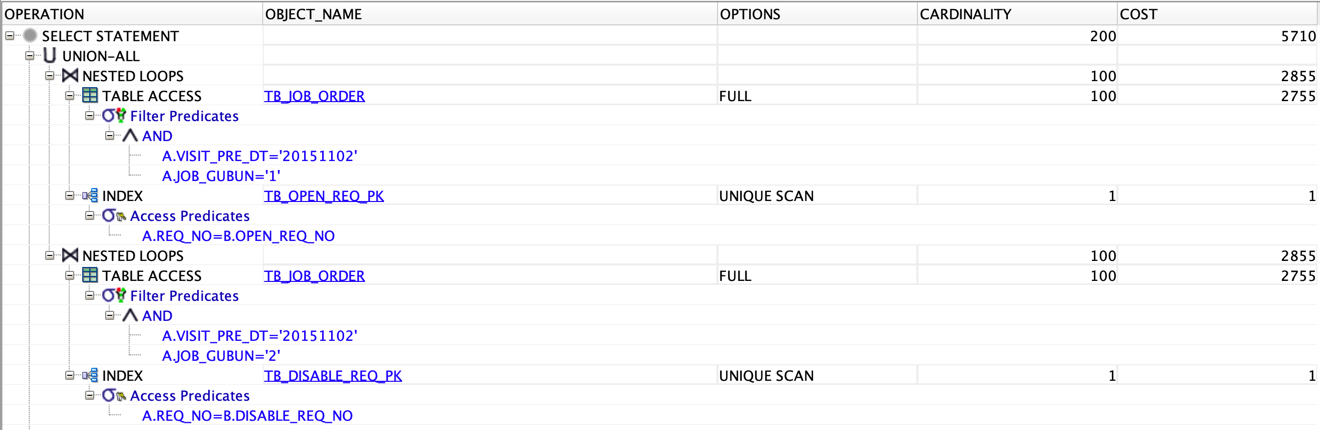 OPERATION OBJECT_NAME OPTIONS CARDINALITY COST
SELECT STATEMENT 200 5710
UNION-ALL
NESTED LOOPS 100 2855
TABLE ACCESS TB_JOB_ORDER FULL 100 2755
Filter Predicates
AND
A.VISIT_PRE_DT='20151102'
A.JOB_GUBUN='1'
INDEX TB_OPEN_REQ_PK UNIQUE SCAN 1 1
Access Predicates
A.REQ_NO=B.OPEN_REQ_NO
NESTED LOOPS 100 2855
TABLE ACCESS TB_JOB_ORDER FULL 100 2755
Filter Predicates
AND
A.VISIT_PRE_DT='20151102'
A.JOB_GUBUN='2'
INDEX TB_DISABLE_REQ_PK UNIQUE SCAN 1 1
Access Predicates
A.REQ_NO=B.DISABLE_REQ_NO